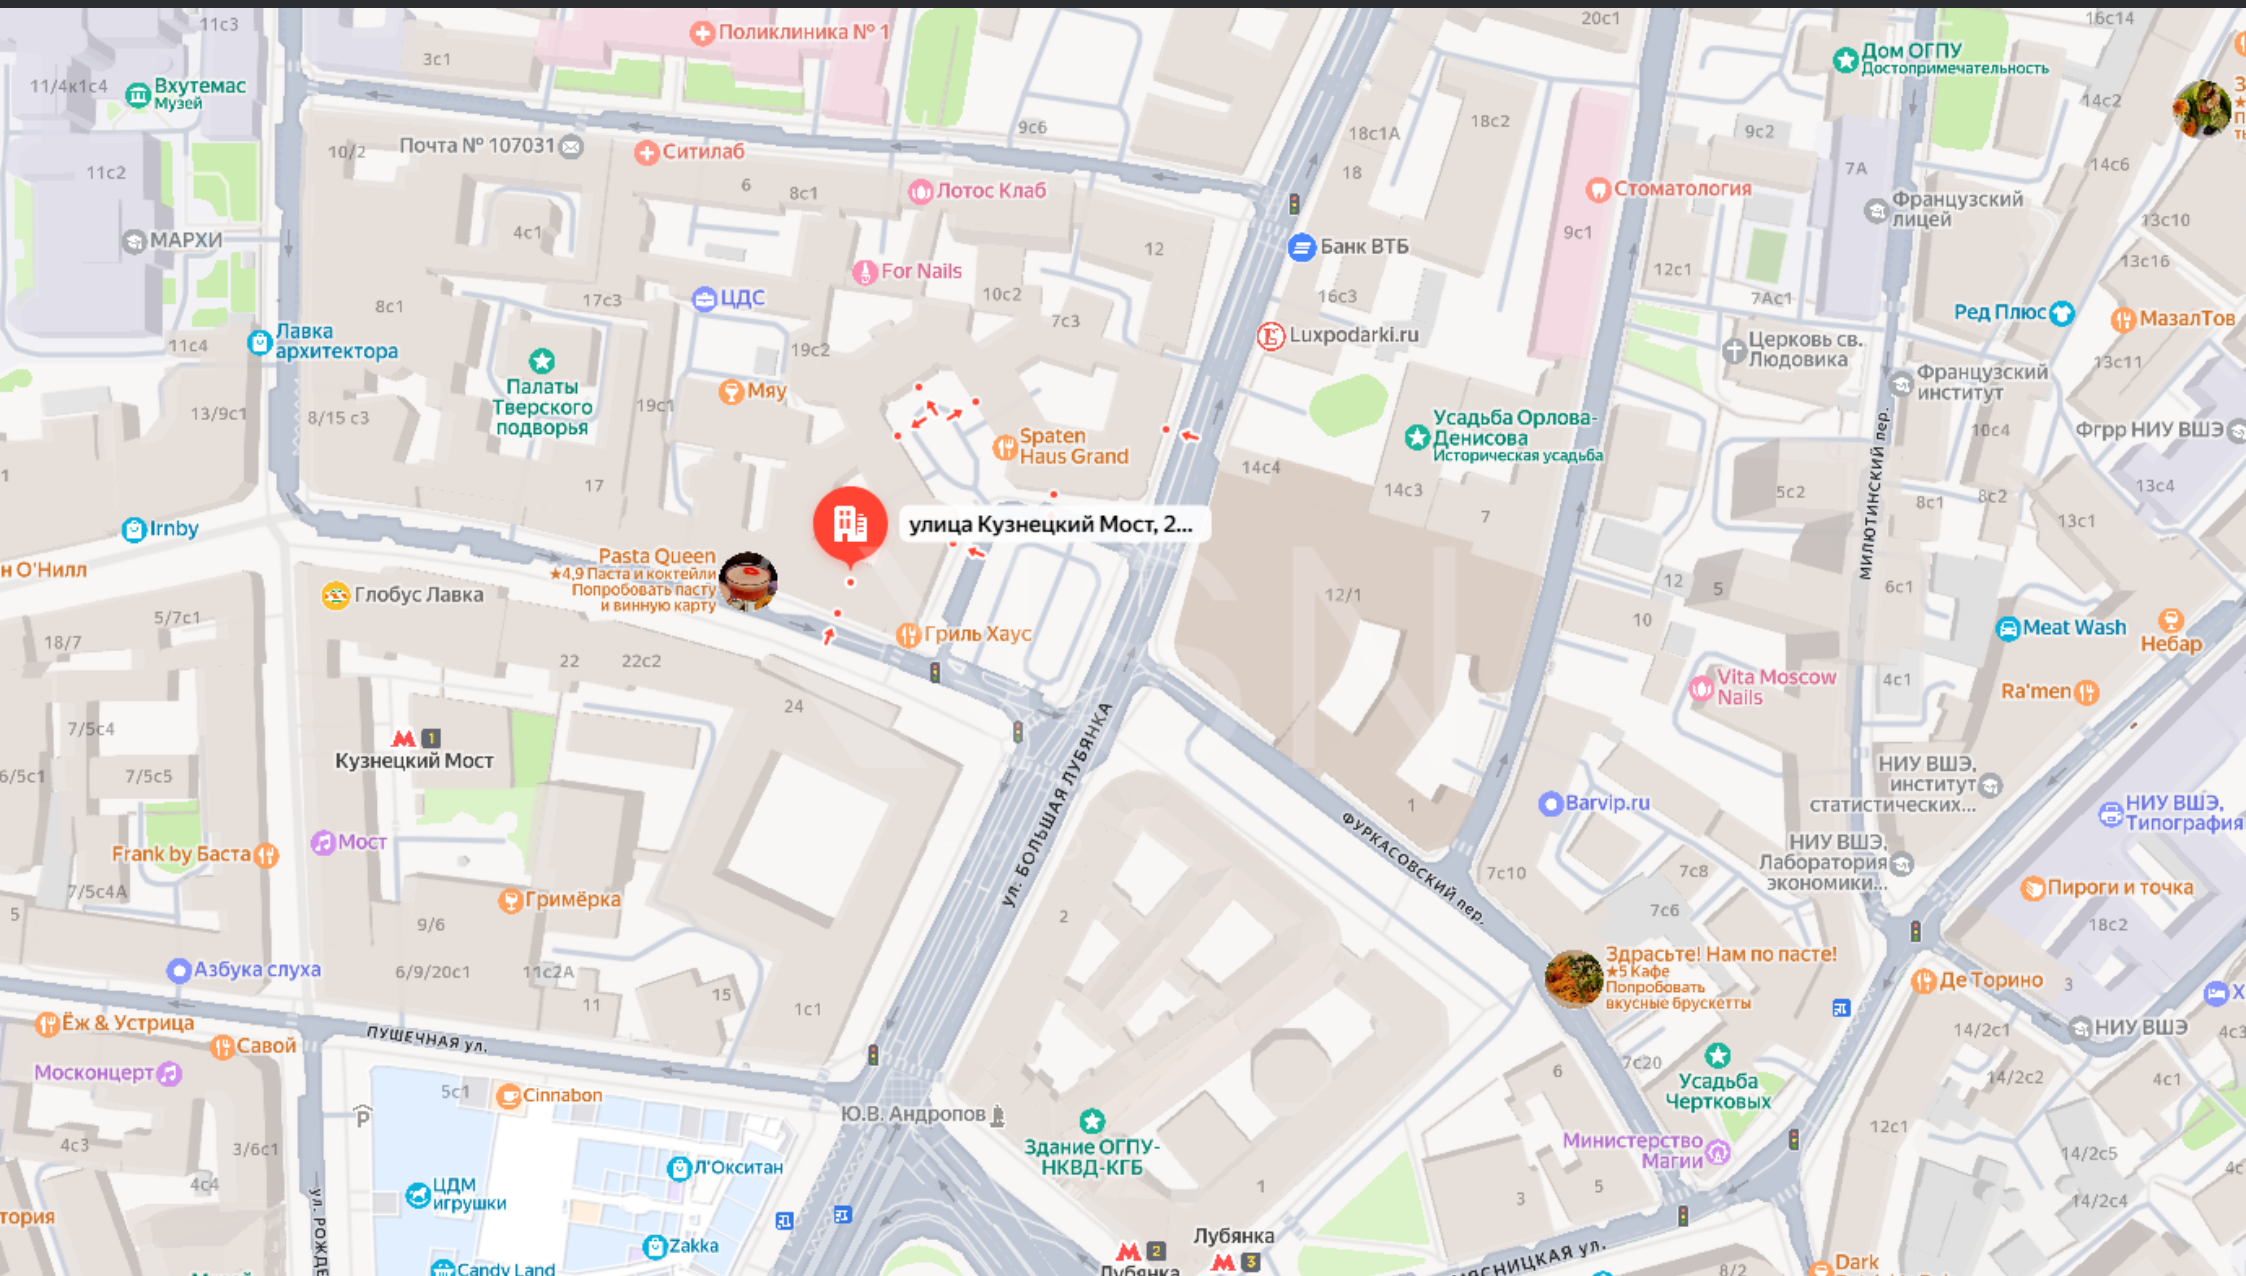 11с3
Поликлиника № 1
3с1
20с1
16с14
Дом ОГПУ
Достопримечательность
11/4к1с4
Вхутемас
Музей
14с2
9с6
18с1А
18с2
9с2
10/2
Почта № 107031
Ситилаб
11с2
18
7А
14с6
6
8с1
Лотос Клаб
Стоматология
Французский
лицей
13с10
МАРХИ
4с1
12
Банк ВТБ
9с1
13с16
For Nails
12с1
8с1
17с3
ЦДС
10с2
16с3
7Ас1
7с3
Ред Плюс
МазалТов
Лавка
архитектора
11с4
19с2
Luxpodarki.ru
Церковь св.
Людовика
13с11
Палаты
Тверского
подворья
Мяу
Французский
институт
13/9с1
8/15 с3
19с1
Spaten
Haus Grand
Усадьба Орлова-
Денисова
Историческая усадьба
10с4
Фгрр НИУ ВШЭ
1
17
14с4
14с3
5с2
8с1
8с2
13с4
МИЛЮТИНСКИЙ пер.
Irnby
улица Кузнецкий Мост, 2...
7
13с1
н О'Нилл
Pasta Queen
★4,9 Паста и коктейли
Попробовать пасту
и винную карту
Глобус Лавка
12/1
12
5
6с1
5/7с1
18/7
Гриль Хаус
10
Meat Wash
Небар
22
22с2
Vita Moscow
Nails
4с1
Ra'men
24
7/5с4
1
Кузнецкий Мост
ул. БОЛЬШАЯ ЛУБЯНКА
НИУ ВШЭ,
институт
статистических...
6/5с1
7/5с5
1
Barvip.ru
НИУ ВШЭ,
Типография
Мост
ФУРКАСОВСКИЙ пер.
НИУ ВШЭ,
Лаборатория
экономики...
Frank by Баста
7с10
7с8
7/5с4А
Гримёрка
Пироги и точка
5
9/6
2
7с6
18с2
Азбука слуха
6/9/20с1
11с2А
Здрасьте! Нам по пасте!
★5 Кафе
Попробовать
вкусные брускетты
Де Торино
3
11
15
1с1
Х
Ёж & Устрица
ПУШЕЧНАЯ ул.
14/2с1
НИУ ВШЭ
4с3
Савой
Москонцерт
5с1
Cinnabon
7с20
6
Усадьба
Чертковых
14/2с2
4с1
Ю.В. Андропов
P
12с1
4с3
3/6с1
Здание ОГПУ-
НКВД-КГБ
Министерство
Магии
14/2с5
Л'Окситан
4с4
ЦДМ
игрушки
1
3
5
14/2с4
тория
ул. РОЖДЕ
Zakka
Лубянка
2
3
Лубянка
МЯСНИЦКАЯ ул.
Candy Land
8/2
Dark